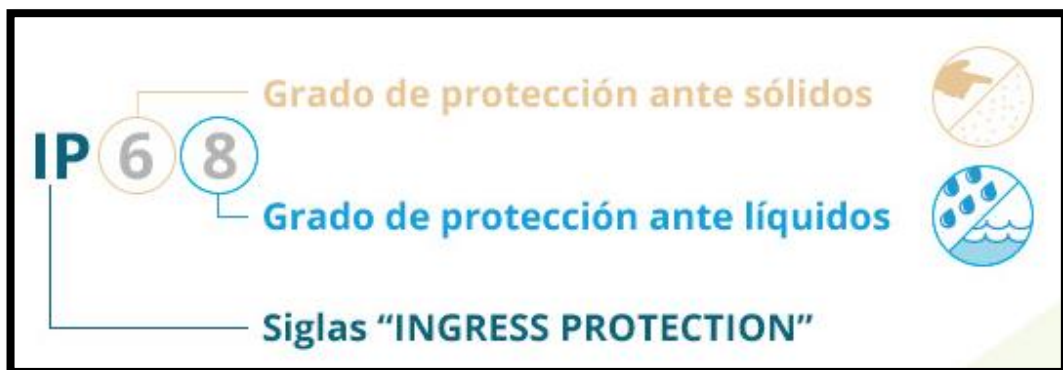 Grado de protección ante sólidos
IP 6 8
Grado de protección ante líquidos
Siglas “INGRESS PROTECTION”